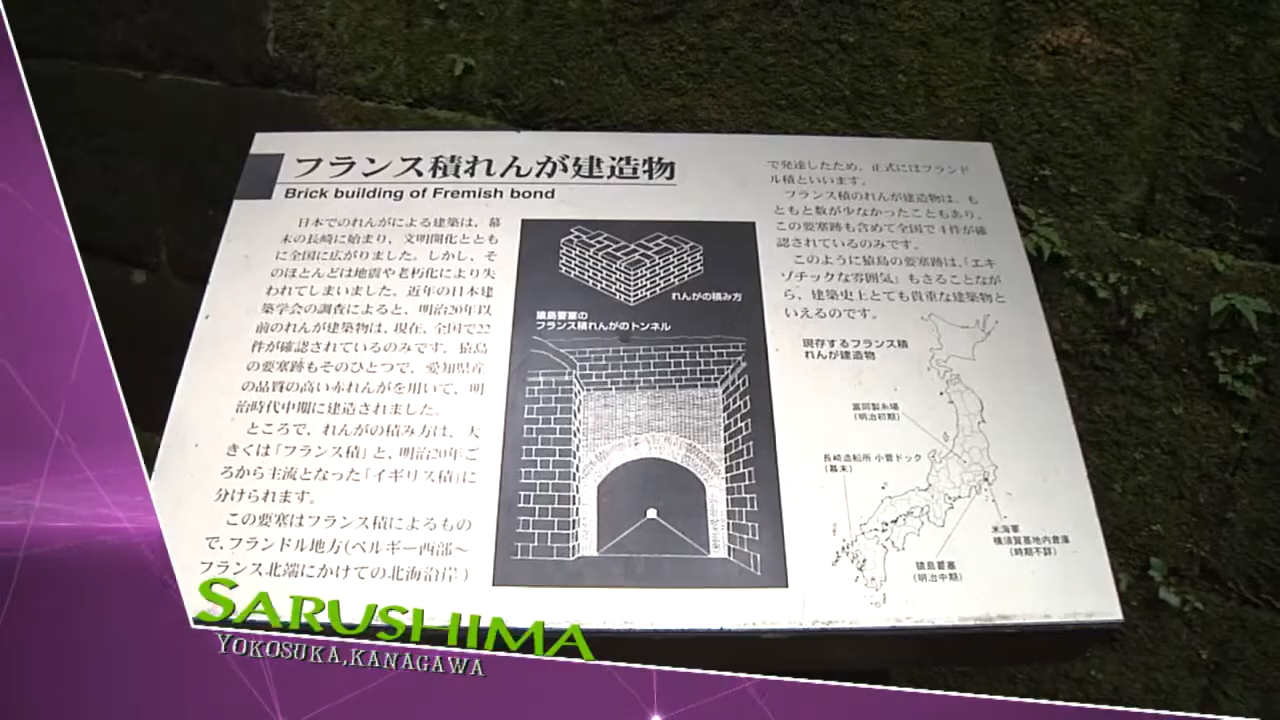 フランス積れんが建造物
Brick building of Fremish bond
日本でのれんがによる建築は、幕
末の長崎に始まり、文明開化ととも
に全国に広がりました。しかし、そ
のほとんどは地震や老朽化により失
われてしまいました。近年の日本建
築学会の調査によると、明治20年以
前のれんが建築物は、現在、全国で22
件が確認されているのみです。猿島
の要塞跡もそのひとつで、愛知県産
の品質の高い赤れんがを用いて、明
治時代中期に建造されました。
ところで、れんがの積み方は、大
きくは「フランス積」と、明治20年ご
ろから主流となった「イギリス積」に
分けられます。
この要塞はフランス積によるもの
で、フランドル地方(ベルギー西部〜
フランス北端にかけての北海沿岸)
れんがの積み方
猿島要塞の
フランス積れんがのトンネル
で発達したため、正式にはフランド
ル積といいます。
フランス積のれんが建造物は、も
ともと数が少なかったこともあり、
この要塞跡も含めて全国で4件が確
認されているのみです。
このように猿島の要塞跡は、「エキ
ゾチックな雰囲気」もさることなが
ら、建築史上とても貴重な建築物と
いえるのです。
現存するフランス積
れんが建造物
富岡製糸場
(明治初期)
長崎造船所 小菅ドック
(幕末)
米海軍
横須賀基地内倉庫
(時期不詳)
猿島要塞
(明治中期)
SARUSHIMA
YOKOSUKA,KANAGAWA